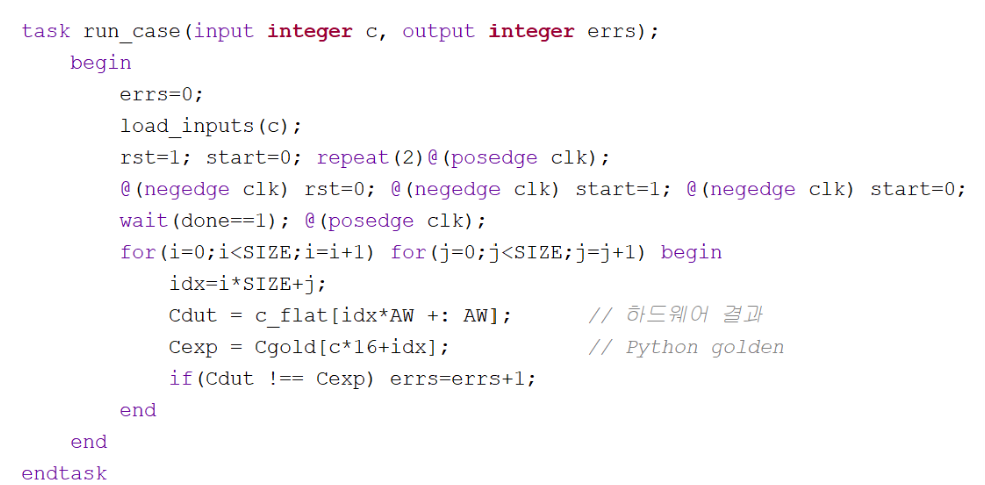 task run_case(input integer c, output integer errs);
    begin
        errs=0;
        load_inputs(c);
        rst=1; start=0; repeat(2)@(posedge clk);
        @(negedge clk) rst=0; @(negedge clk) start=1; @(negedge clk) start=0;
        wait(done==1); @(posedge clk);
        for(i=0;i<SIZE;i=i+1) for(j=0;j<SIZE;j=j+1) begin
            idx=i*SIZE+j;
            Cdut = c_flat[idx*AW +: AW];      // 하드웨어 결과
            Cexp = Cgold[c*16+idx];           // Python golden
            if(Cdut !== Cexp) errs=errs+1;
        end
    end
endtask